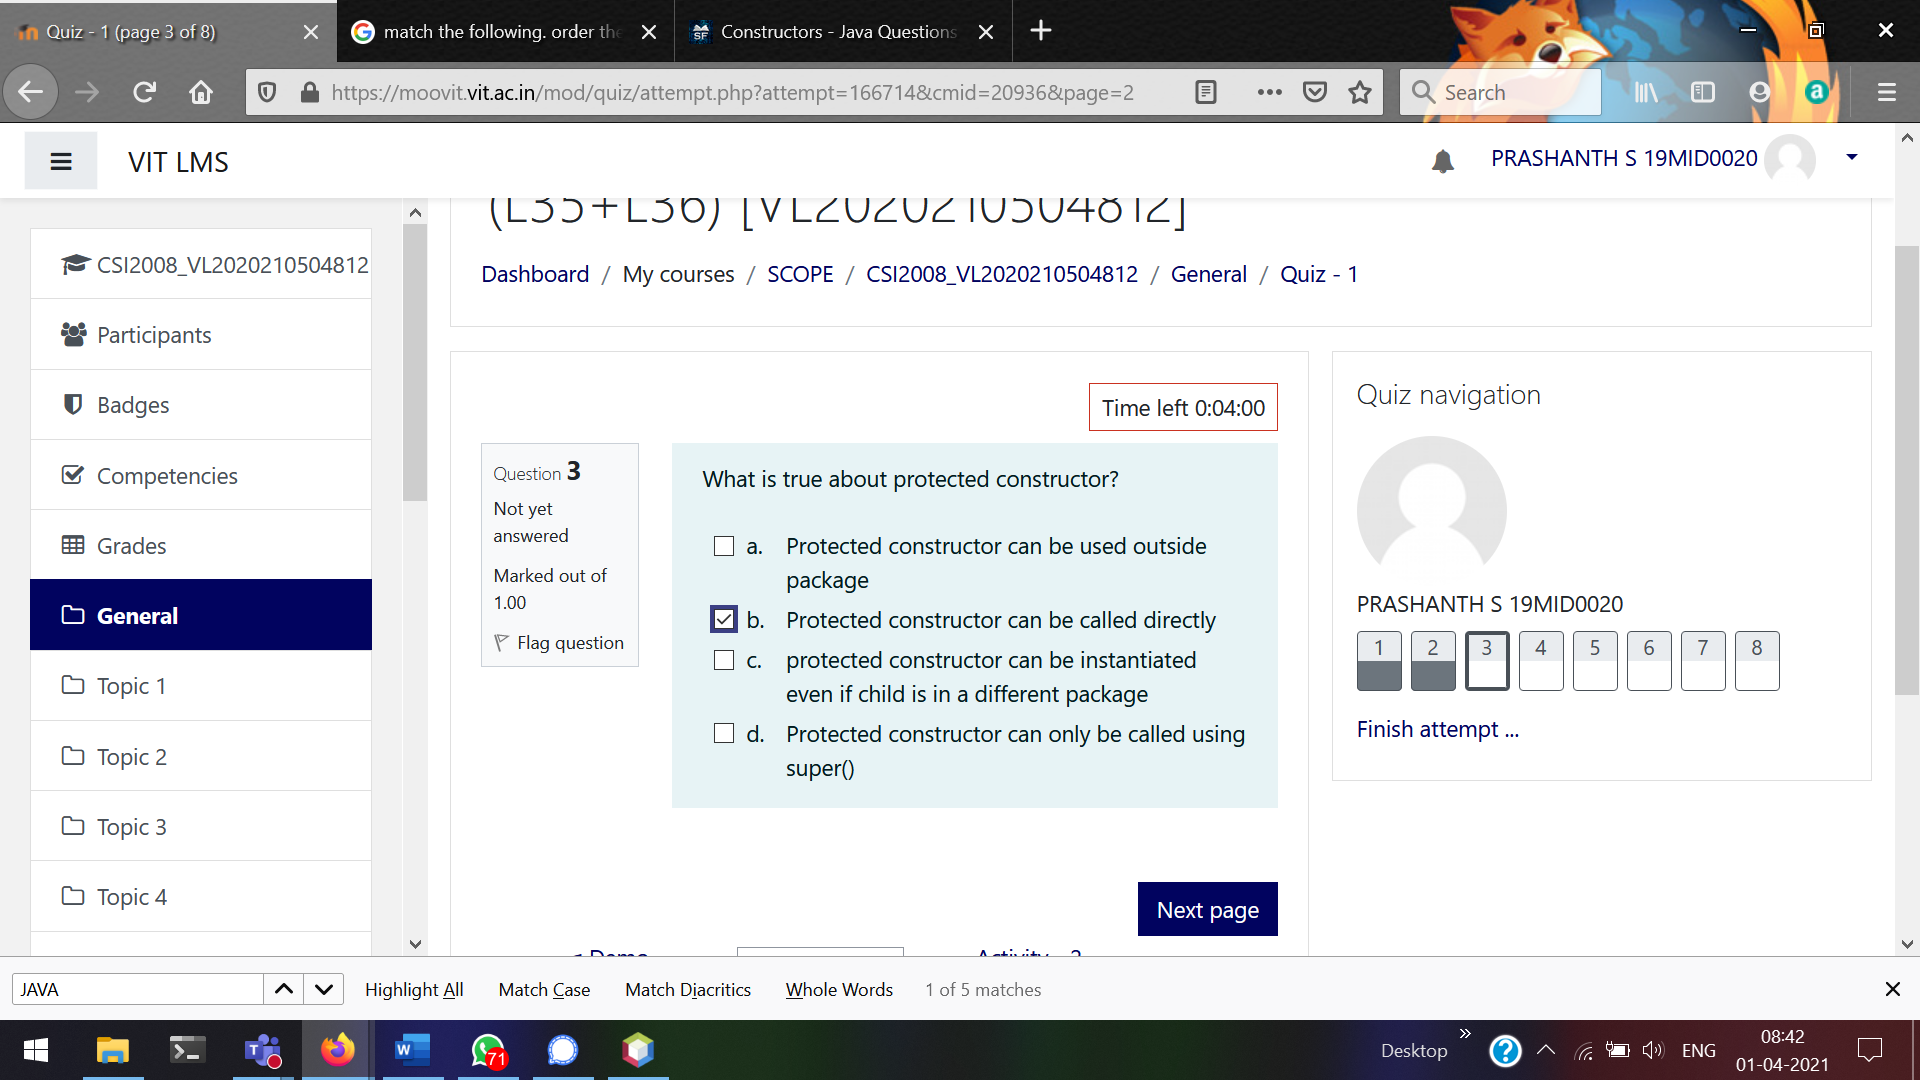 Quiz - 1 (page 3 of 8)
match the following. order the
SF
Constructors - Java Questions
https://moovit.vit.ac.in/mod/quiz/attempt.php?attempt=166714&cmid=20936&page=2
Search
a
VIT LMS
PRASHANTH S 19MID0020
(L35+L36) [VL2020210504812]
CSI2008_VL2020210504812
Participants
Badges
Competencies
Grades
General
Topic 1
Topic 2
Topic 3
Topic 4
Dashboard / My courses / SCOPE / CSI2008_VL2020210504812 / General / Quiz - 1
Time left 0:04:00
Question 3
Not yet
answered
Marked out of
1.00
Flag question
What is true about protected constructor?
a. Protected constructor can be used outside
package
b. Protected constructor can be called directly
c. protected constructor can be instantiated
even if child is in a different package
d. Protected constructor can only be called using
super()
Next page
Quiz navigation
PRASHANTH S 19MID0020
1 2 3 4 5 6 7 8
Finish attempt ...
JAVA
Highlight All
Match Case
Match Diacritics
Whole Words
1 of 5 matches
T
W
71
Desktop
?
ENG
08:42
01-04-2021